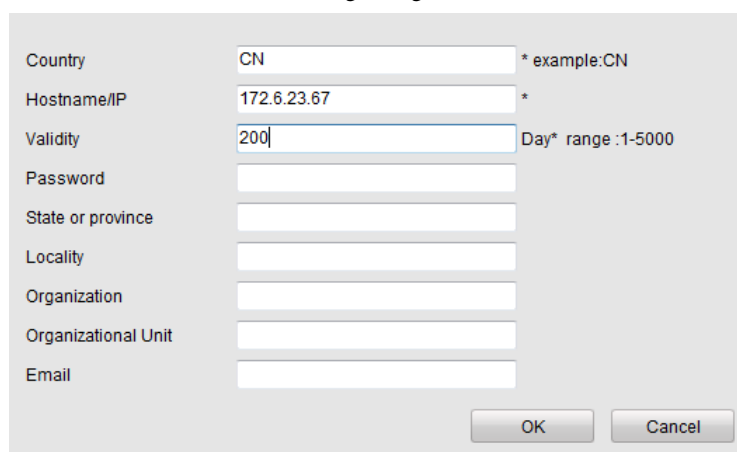 Country CN * example:CN
Hostname/IP 172.6.23.67 *
Validity 200 Day* range :1-5000
Password
State or province
Locality
Organization
Organizational Unit
Email
OK Cancel